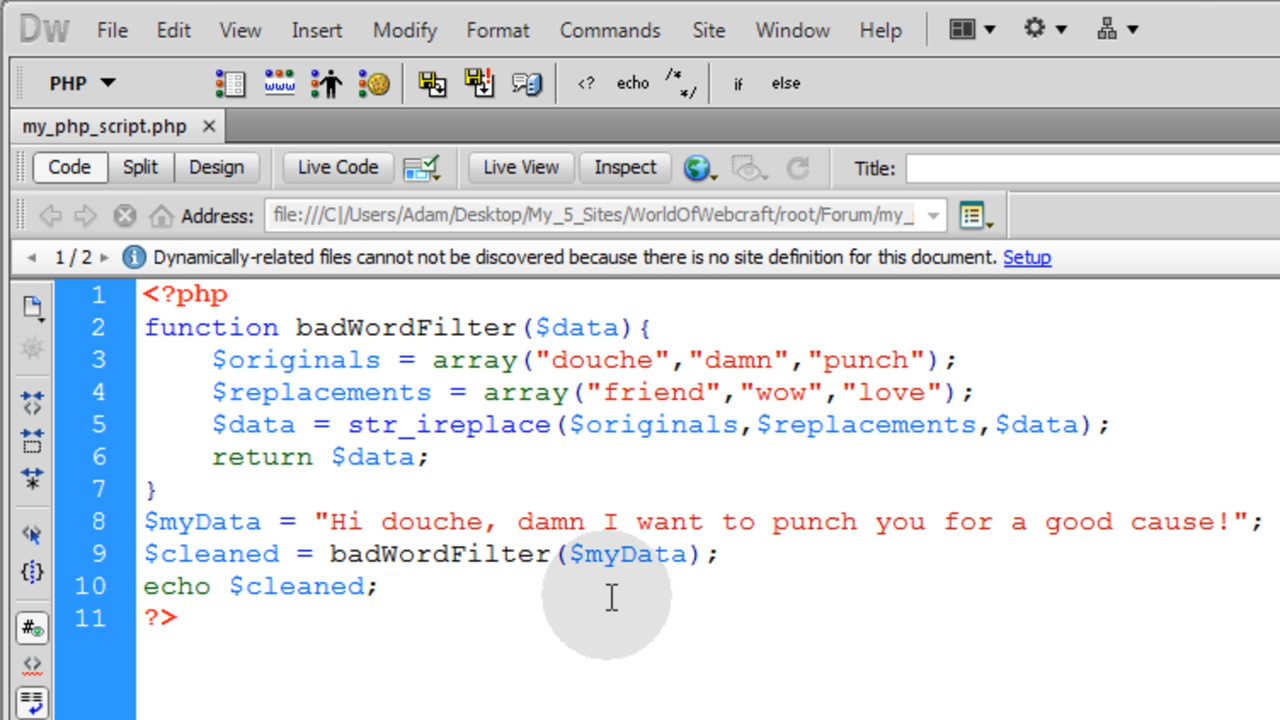 Dw File Edit View Insert Modify Format Commands Site Window Help
PHP www <? echo /* */ if else
my_php_script.php ×
Code Split Design Live Code Live View Inspect Title:
Address: file:///C|/Users/Adam/Desktop/My_5_Sites/WorldOfWebcraft/root/Forum/my_
1 / 2 Dynamically-related files cannot be discovered because there is no site definition for this document. Setup
1 <?php
2 function badWordFilter($data){
3 $originals = array("douche","damn","punch");
4 $replacements = array("friend","wow","love");
5 $data = str_ireplace($originals,$replacements,$data);
6 return $data;
7 }
8 $myData = "Hi douche, damn I want to punch you for a good cause!";
9 $cleaned = badWordFilter($myData);
10 echo $cleaned;
11 ?>